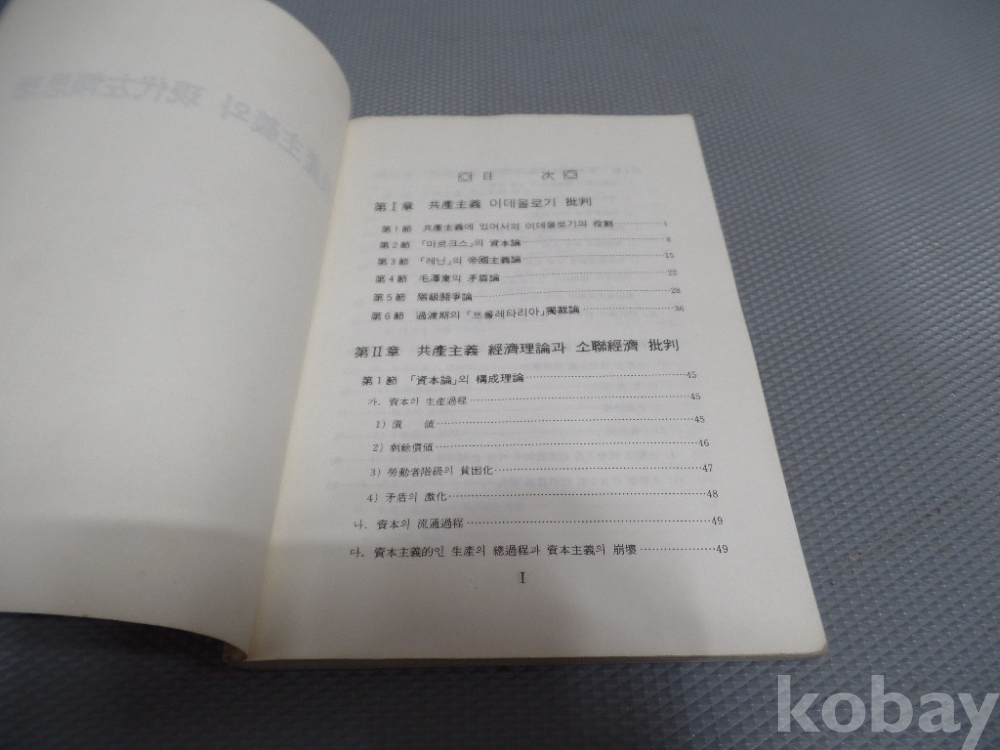 目 次
第Ⅰ章 共產主義 이데올로기 批判
第1節 共產主義에 있어서의 이데올로기의 役割 1
第2節 「마르크스」의 資本論 8
第3節 「레닌」의 帝國主義論 15
第4節 毛澤東의 矛盾論 22
第5節 階級鬪爭論 28
第6節 過渡期의 「프롤레타리아」獨裁論 36
第Ⅱ章 共產主義 經濟理論과 소聯經濟 批判
第1節 「資本論」의 構成理論 45
가. 資本의 生產過程 45
1) 價 値 45
2) 剩餘價値 46
3) 勞動者階級의 貧困化 47
4) 矛盾의 激化 48
나. 資本의 流通過程 49
다. 資本主義的인 生產의 總過程과 資本主義의 崩壞 49
I
kobay